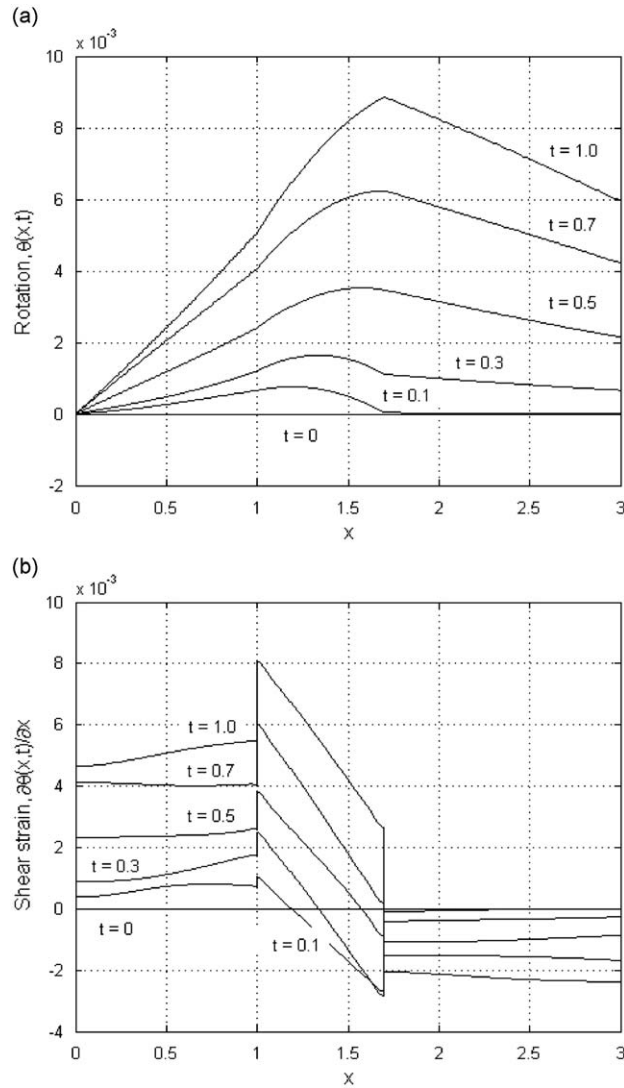 (a)
x 10⁻³
10
8
6
4
2
0
-2
Rotation, θ(x,t)
t = 1.0
t = 0.7
t = 0.5
t = 0.3
t = 0.1
t = 0
0 0.5 1 1.5 2 2.5 3
x
(b)
x 10⁻³
10
8
6
4
2
0
-2
-4
Shear strain, ∂θ(x,t)/∂x
t = 1.0
t = 0.7
t = 0.5
t = 0.3
t = 0
t = 0.1
0 0.5 1 1.5 2 2.5 3
x